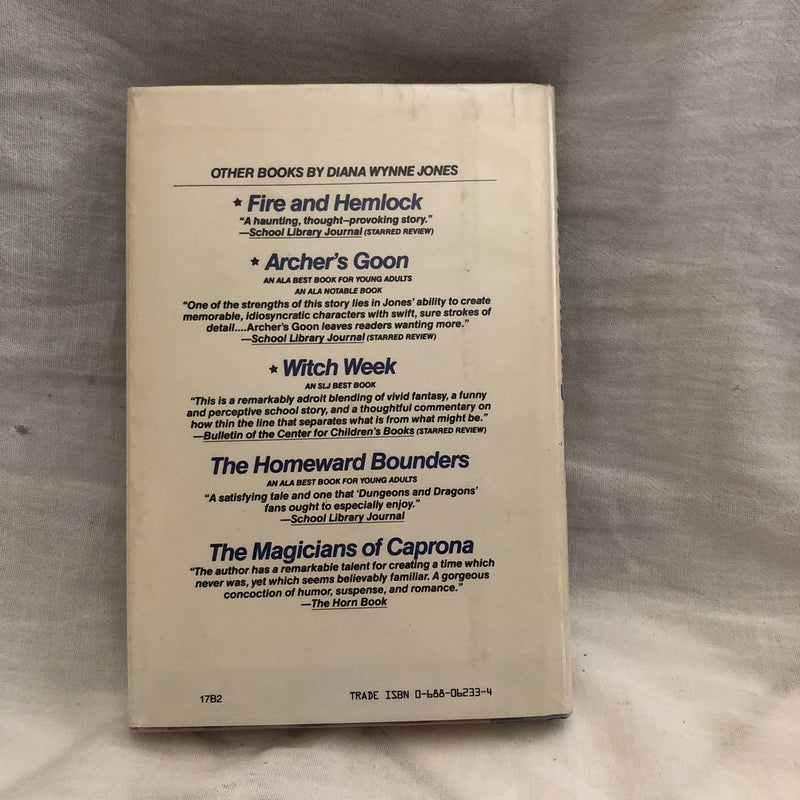 OTHER BOOKS BY DIANA WYNNE JONES
★ Fire and Hemlock
"A haunting, thought-provoking story."
—School Library Journal (STARRED REVIEW)
★ Archer's Goon
AN ALA BEST BOOK FOR YOUNG ADULTS
AN ALA NOTABLE BOOK
"One of the strengths of this story lies in Jones' ability to create
memorable, idiosyncratic characters with swift, sure strokes of
detail....Archer's Goon leaves readers wanting more."
—School Library Journal (STARRED REVIEW)
★ Witch Week
AN SLJ BEST BOOK
"This is a remarkably adroit blending of vivid fantasy, a funny
and perceptive school story, and a thoughtful commentary on
how thin the line that separates what is from what might be."
—Bulletin of the Center for Children's Books (STARRED REVIEW)
The Homeward Bounders
AN ALA BEST BOOK FOR YOUNG ADULTS
"A satisfying tale and one that 'Dungeons and Dragons'
fans ought to especially enjoy."
—School Library Journal
The Magicians of Caprona
"The author has a remarkable talent for creating a time which
never was, yet which seems believably familiar. A gorgeous
concoction of humor, suspense, and romance."
—The Horn Book
17B2
TRADE ISBN 0-688-06233-4